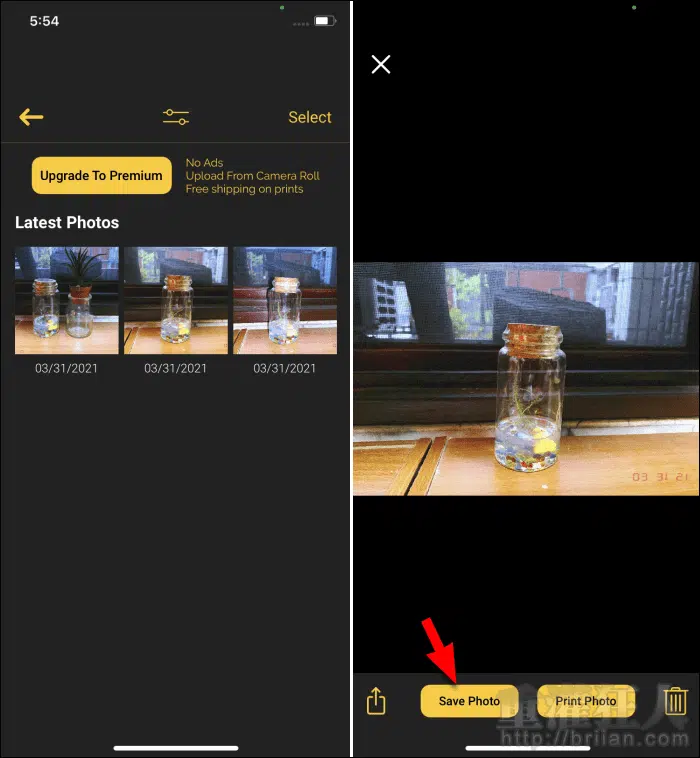 5:54
Select
Upgrade To Premium
No Ads
Upload From Camera Roll
Free shipping on prints
Latest Photos
03/31/2021
03/31/2021
03/31/2021
03 31 21
Save Photo
Print Photo
重灌狂人
http://briian.com